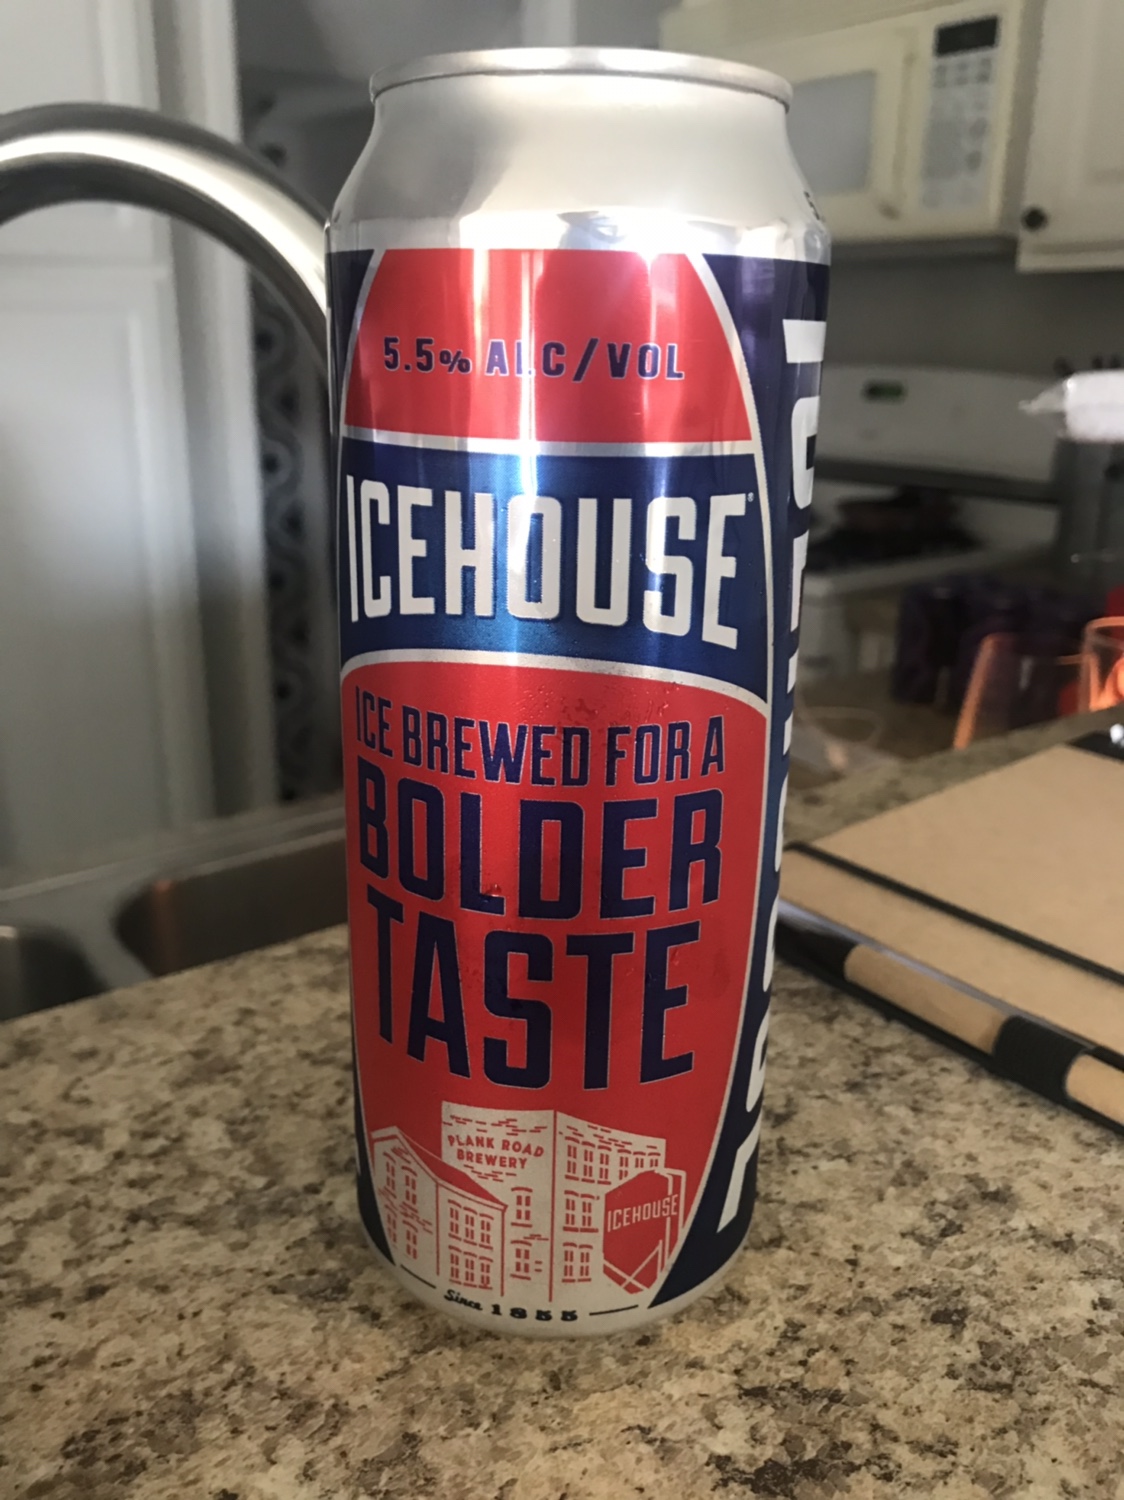 5.5% ALC/VOL
ICEHOUSE®
ICE BREWED FOR A
BOLDER
TASTE
PLANK ROAD
BREWERY
ICEHOUSE
Since 1855